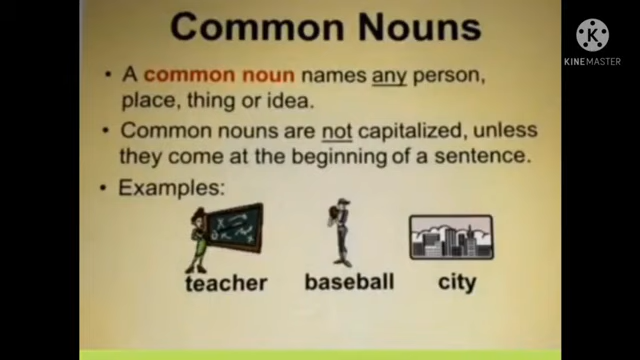 Common Nouns
• A common noun names any person,
place, thing or idea.
• Common nouns are not capitalized, unless
they come at the beginning of a sentence.
• Examples:
teacher baseball city
K
KINEMASTER